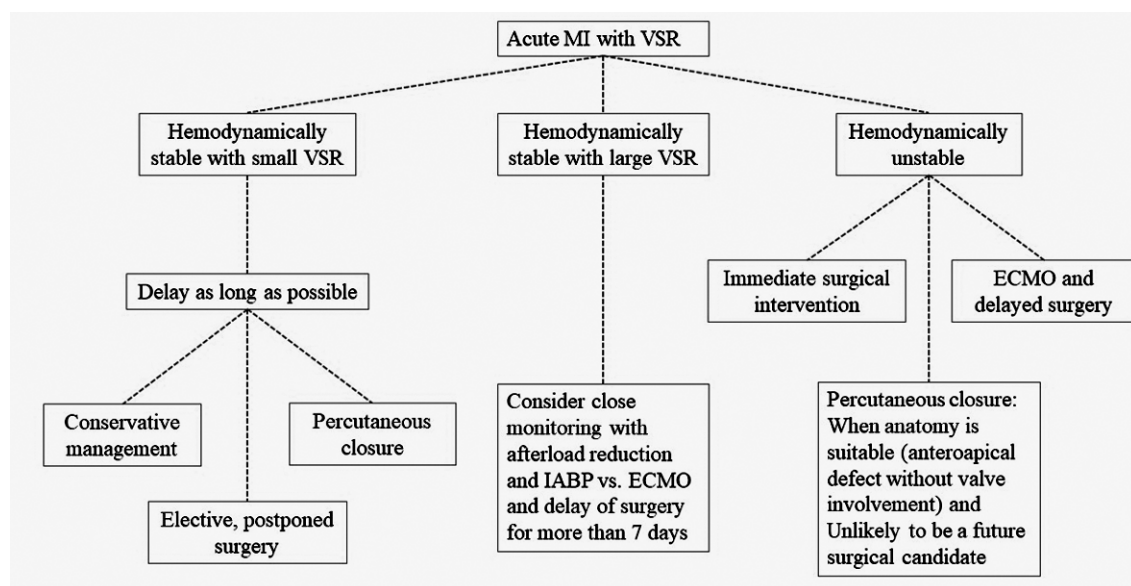 Acute MI with VSR
Hemodynamically
stable with small VSR
Hemodynamically
stable with large VSR
Hemodynamically
unstable
Delay as long as possible
Immediate surgical
intervention
ECMO and
delayed surgery
Conservative
management
Percutaneous
closure
Elective, postponed
surgery
Consider close
monitoring with
afterload reduction
and IABP vs. ECMO
and delay of surgery
for more than 7 days
Percutaneous closure:
When anatomy is
suitable (anteroapical
defect without valve
involvement) and
Unlikely to be a future
surgical candidate